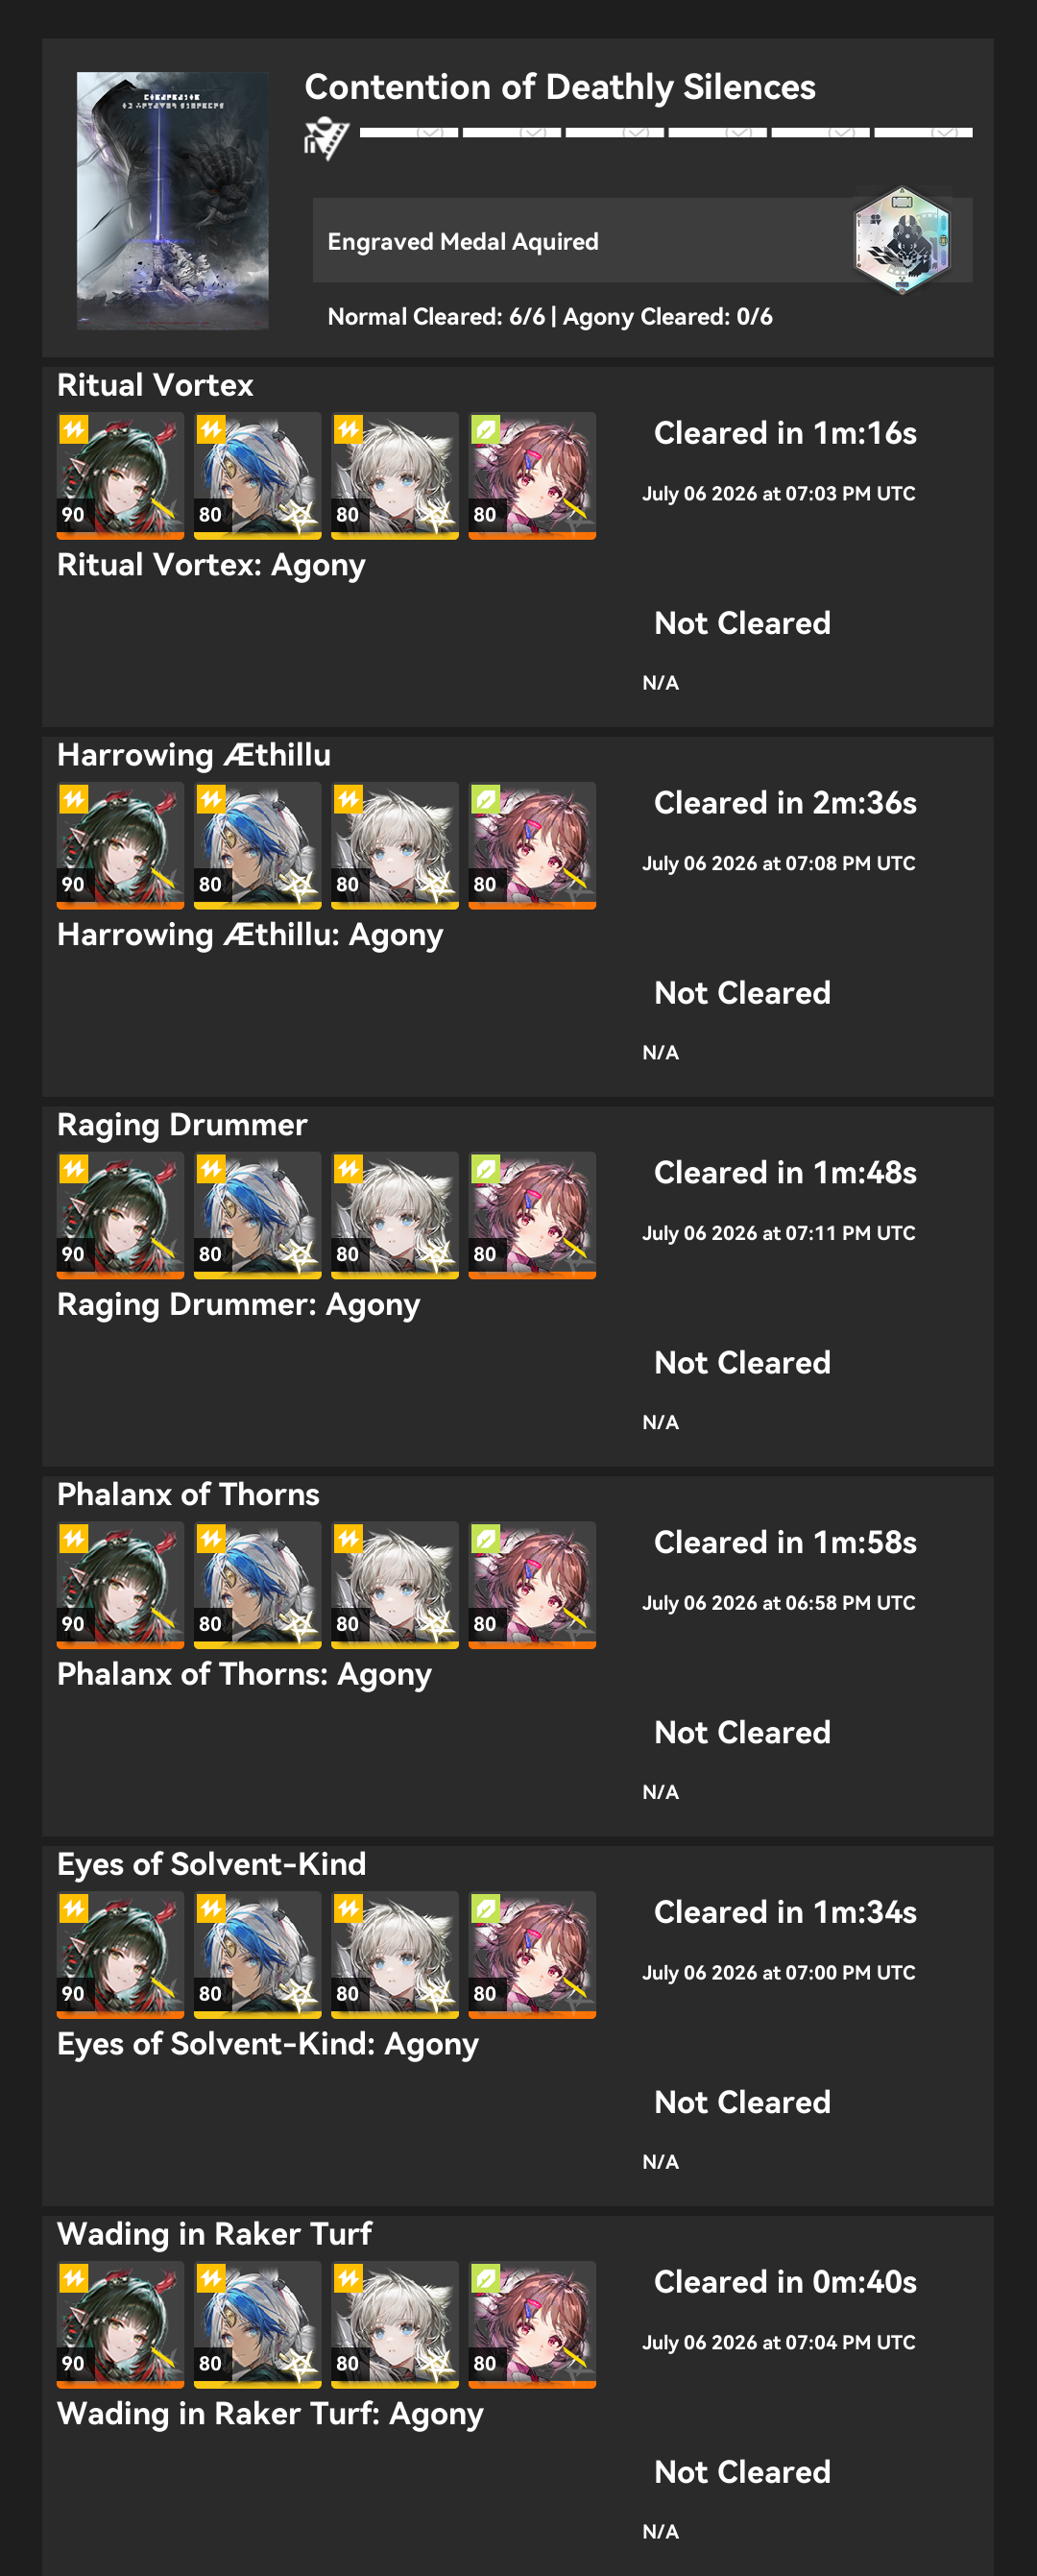 Contention of Deathly Silences
Engraved Medal Aquired
Normal Cleared: 6/6 | Agony Cleared: 0/6
Ritual Vortex
90
80
80
80
Cleared in 1m:16s
July 06 2026 at 07:03 PM UTC
Ritual Vortex: Agony
Not Cleared
N/A
Harrowing Æthillu
90
80
80
80
Cleared in 2m:36s
July 06 2026 at 07:08 PM UTC
Harrowing Æthillu: Agony
Not Cleared
N/A
Raging Drummer
90
80
80
80
Cleared in 1m:48s
July 06 2026 at 07:11 PM UTC
Raging Drummer: Agony
Not Cleared
N/A
Phalanx of Thorns
90
80
80
80
Cleared in 1m:58s
July 06 2026 at 06:58 PM UTC
Phalanx of Thorns: Agony
Not Cleared
N/A
Eyes of Solvent-Kind
90
80
80
80
Cleared in 1m:34s
July 06 2026 at 07:00 PM UTC
Eyes of Solvent-Kind: Agony
Not Cleared
N/A
Wading in Raker Turf
90
80
80
80
Cleared in 0m:40s
July 06 2026 at 07:04 PM UTC
Wading in Raker Turf: Agony
Not Cleared
N/A